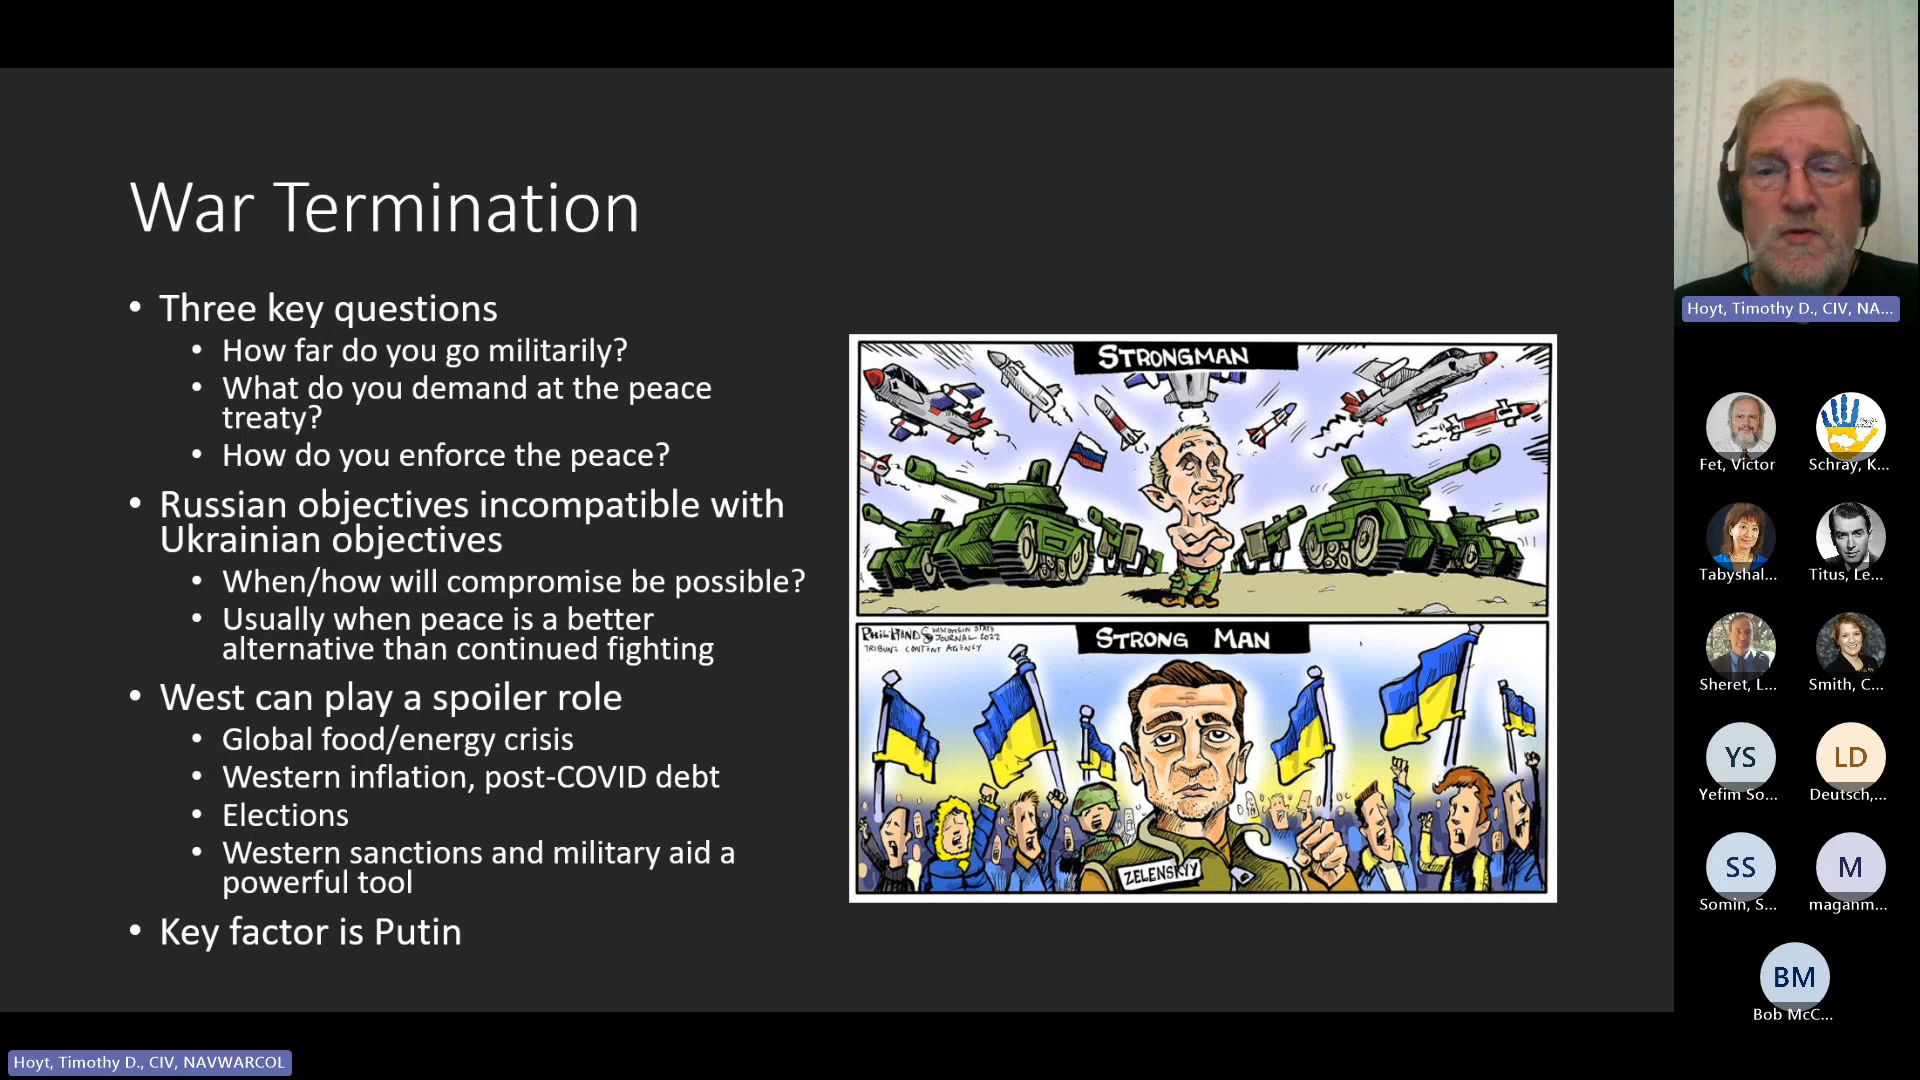 War Termination
• Three key questions
• How far do you go militarily?
• What do you demand at the peace
treaty?
• How do you enforce the peace?
• Russian objectives incompatible with
Ukrainian objectives
• When/how will compromise be possible?
• Usually when peace is a better
alternative than continued fighting
• West can play a spoiler role
• Global food/energy crisis
• Western inflation, post-COVID debt
• Elections
• Western sanctions and military aid a
powerful tool
• Key factor is Putin
STRONGMAN
PHIL HANDS WISCONSIN STATE
JOURNAL 2022
TRIBUNE CONTENT AGENCY
STRONG MAN
ZELENSKIY
Hoyt, Timothy D., CIV, NA...
Fet, Victor
Schray, K...
Tabyshal...
Titus, Le...
Sheret, L...
Smith, C...
YS
Yefim So...
LD
Deutsch,...
SS
Somin, S...
M
maganm...
BM
Bob McC...
Hoyt, Timothy D., CIV, NAVWARCOL